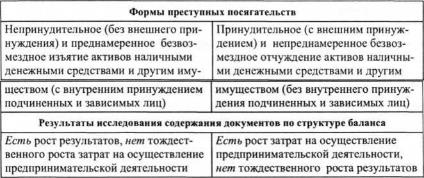 Формы преступных посягательств
Непринудительное (без внешнего при-
нуждения) и преднамеренное безвоз-
мездное изъятие активов наличными
денежными средствами и другим иму-
ществом (с внутренним принуждением
подчиненных и зависимых лиц)
Принудительное (с внешним принуж-
дением) и непреднамеренное безвоз-
мездное отчуждение активов наличны-
ми денежными средствами и другим
имуществом (без внутреннего принуж-
дения подчиненных и зависимых лиц)
Результаты исследования содержания документов по структуре баланса
Есть рост результатов, нет тождест-
венного роста затрат на осуществление
предпринимательской деятельности
Есть рост затрат на осуществление
предпринимательской деятельности,
нет тождественного роста результатов